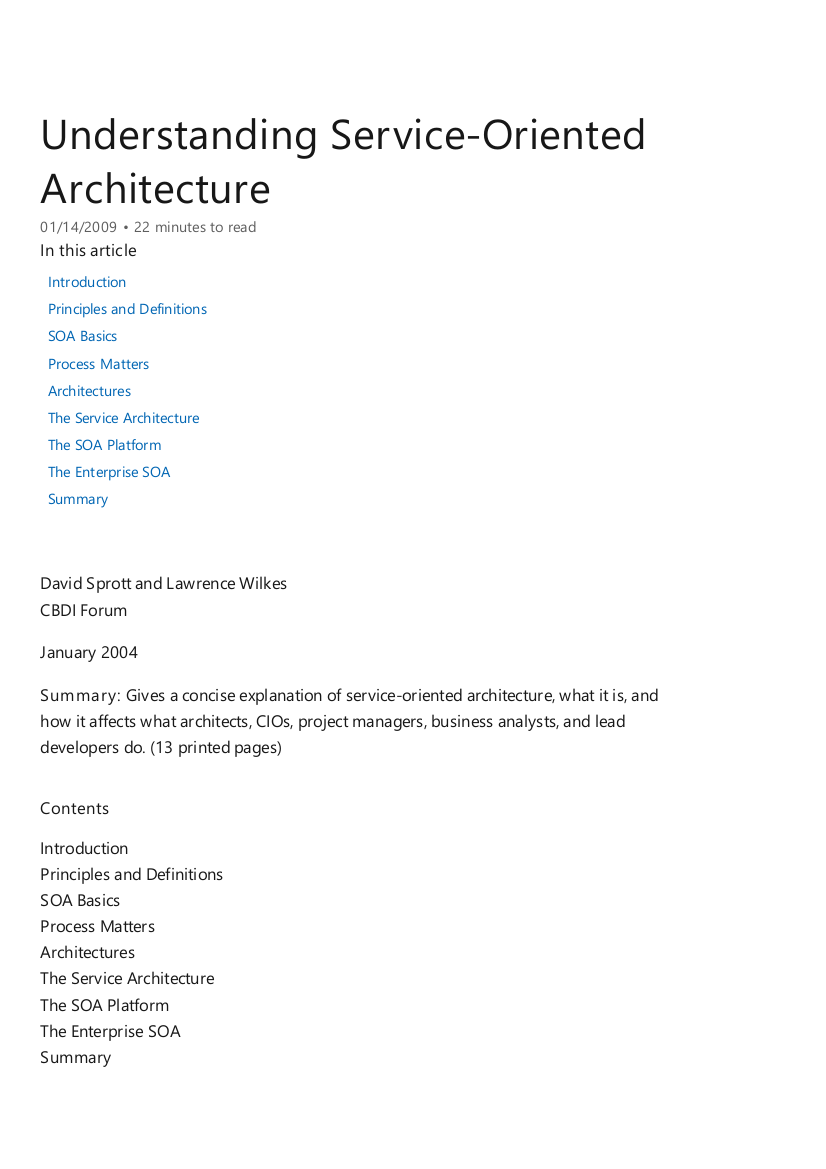 Understanding Service-Oriented
Architecture
01/14/2009 • 22 minutes to read
In this article
Introduction
Principles and Definitions
SOA Basics
Process Matters
Architectures
The Service Architecture
The SOA Platform
The Enterprise SOA
Summary
David Sprott and Lawrence Wilkes
CBDI Forum
January 2004
Summary: Gives a concise explanation of service-oriented architecture, what it is, and
how it affects what architects, CIOs, project managers, business analysts, and lead
developers do. (13 printed pages)
Contents
Introduction
Principles and Definitions
SOA Basics
Process Matters
Architectures
The Service Architecture
The SOA Platform
The Enterprise SOA
Summary